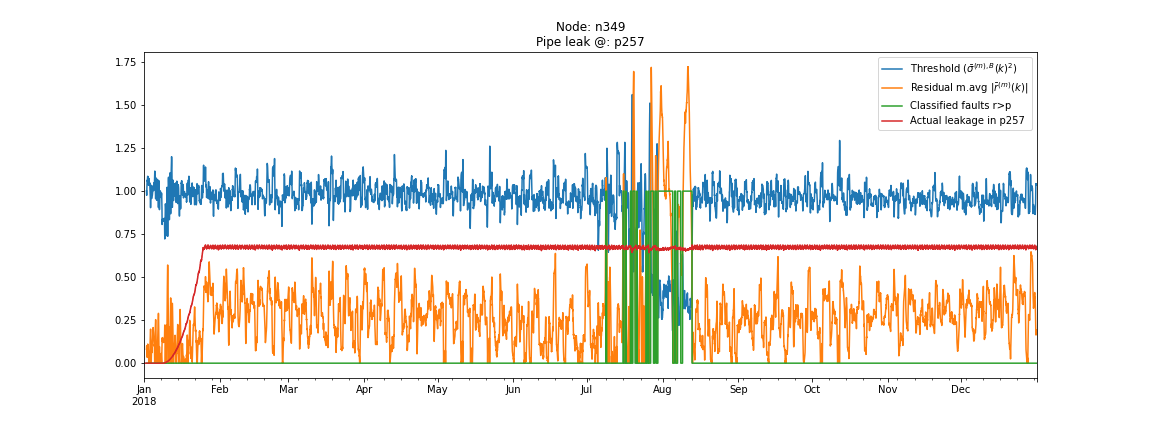 Node: n349
Pipe leak @: p257
1.75
1.50
1.25
1.00
0.75
0.50
0.25
0.00
Threshold (σ̄⁽ᵐ⁾˒ᴮ(k)²)
Residual m.avg |r̄⁽ᵐ⁾(k)|
Classified faults r>p
Actual leakage in p257
Jan Feb Mar Apr May Jun Jul Aug Sep Oct Nov Dec
2018